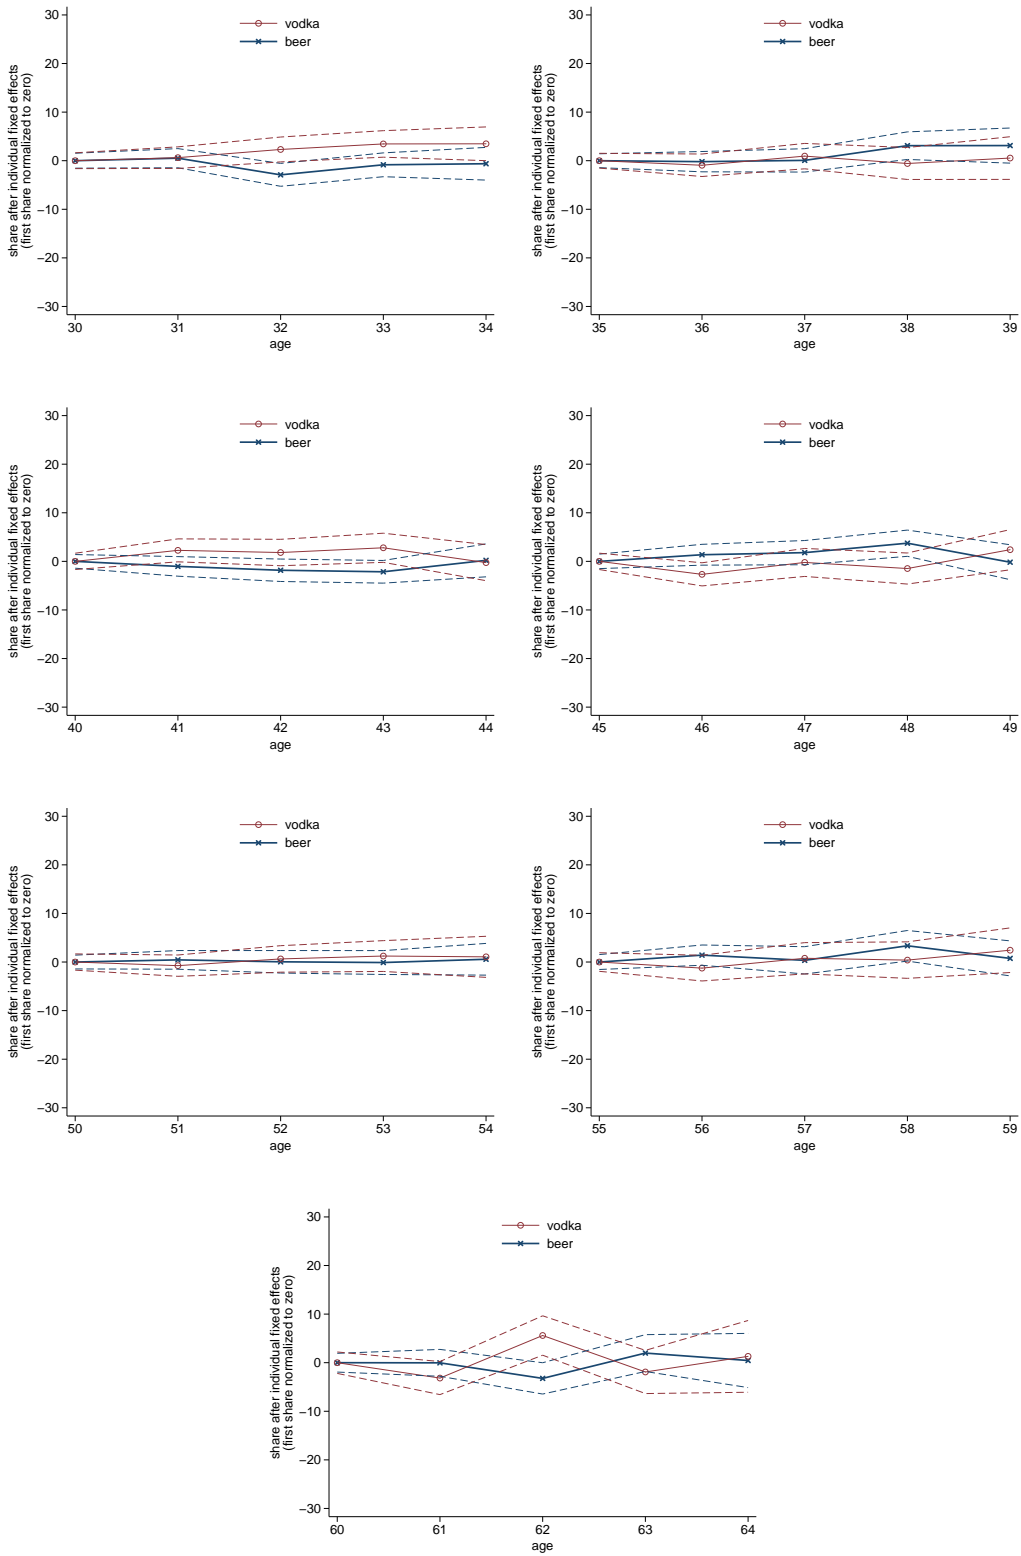 share after individual fixed effects
(first share normalized to zero)
30
20
10
0
−10
−20
−30
vodka
beer
30 31 32 33 34
age
share after individual fixed effects
(first share normalized to zero)
30
20
10
0
−10
−20
−30
vodka
beer
35 36 37 38 39
age
share after individual fixed effects
(first share normalized to zero)
30
20
10
0
−10
−20
−30
vodka
beer
40 41 42 43 44
age
share after individual fixed effects
(first share normalized to zero)
30
20
10
0
−10
−20
−30
vodka
beer
45 46 47 48 49
age
share after individual fixed effects
(first share normalized to zero)
30
20
10
0
−10
−20
−30
vodka
beer
50 51 52 53 54
age
share after individual fixed effects
(first share normalized to zero)
30
20
10
0
−10
−20
−30
vodka
beer
55 56 57 58 59
age
share after individual fixed effects
(first share normalized to zero)
30
20
10
0
−10
−20
−30
vodka
beer
60 61 62 63 64
age